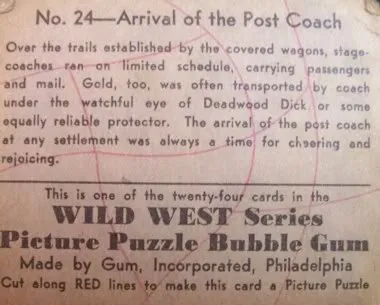 No. 24—Arrival of the Post Coach
Over the trails established by the covered wagons, stage-
coaches ran on limited schedule, carrying passengers
and mail. Gold, too, was often transported by coach
under the watchful eye of Deadwood Dick or some
equally reliable protector. The arrival of the post coach
at any settlement was always a time for cheering and
rejoicing.
This is one of the twenty-four cards in the
WILD WEST Series
Picture Puzzle Bubble Gum
Made by Gum, Incorporated, Philadelphia
Cut along RED lines to make this card a Picture Puzzle